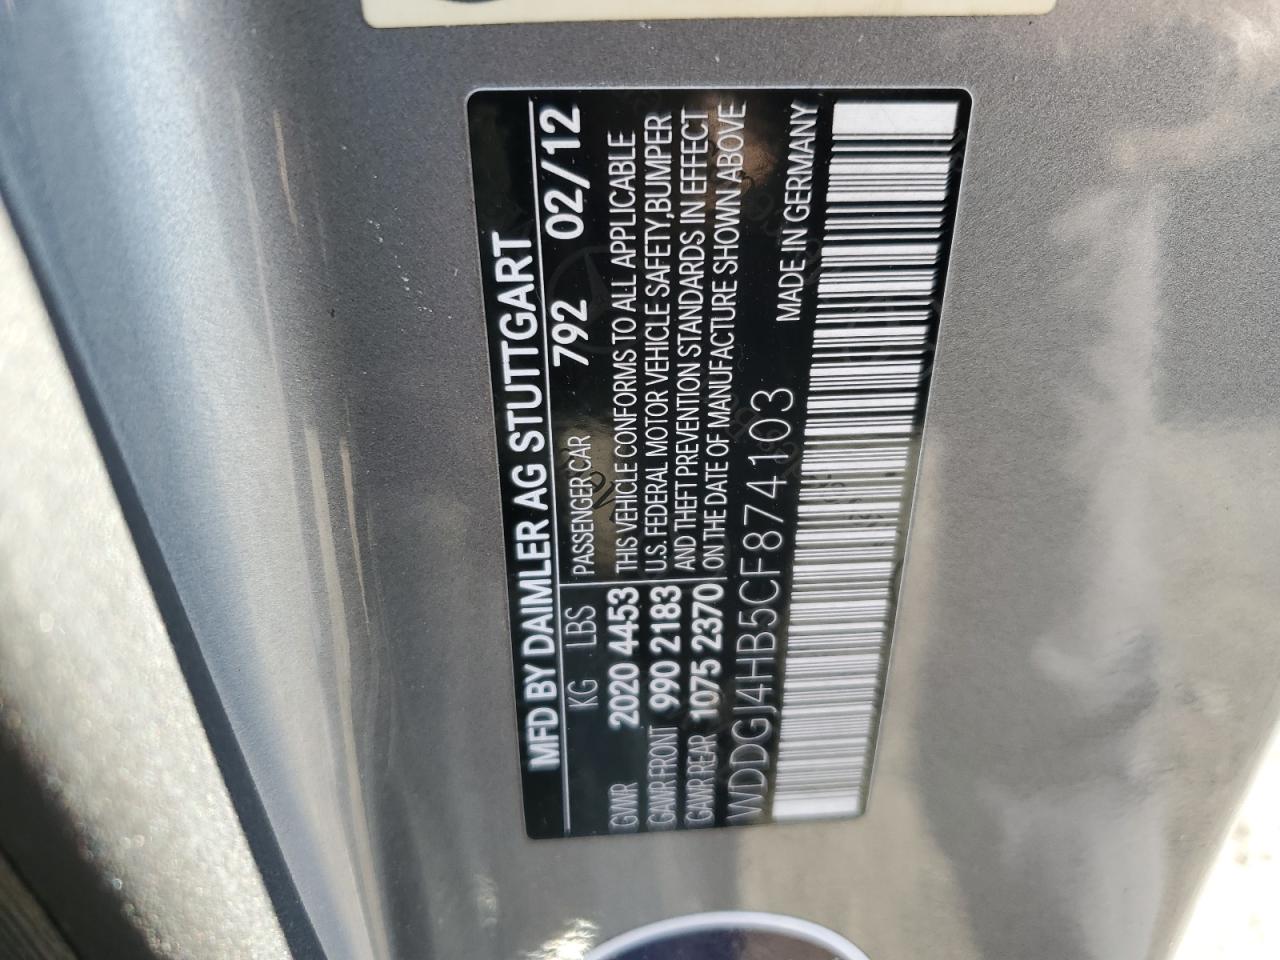 MFD BY DAIMLER AG STUTTGART
KG LBS PASSENGER CAR 792 02/12
GVWR 2020 4453 THIS VEHICLE CONFORMS TO ALL APPLICABLE
GAWR FRONT 990 2183 U.S. FEDERAL MOTOR VEHICLE SAFETY,BUMPER
GAWR REAR 1075 2370 AND THEFT PREVENTION STANDARDS IN EFFECT
ON THE DATE OF MANUFACTURE SHOWN ABOVE
WDDGJ4HB5CF874103 MADE IN GERMANY